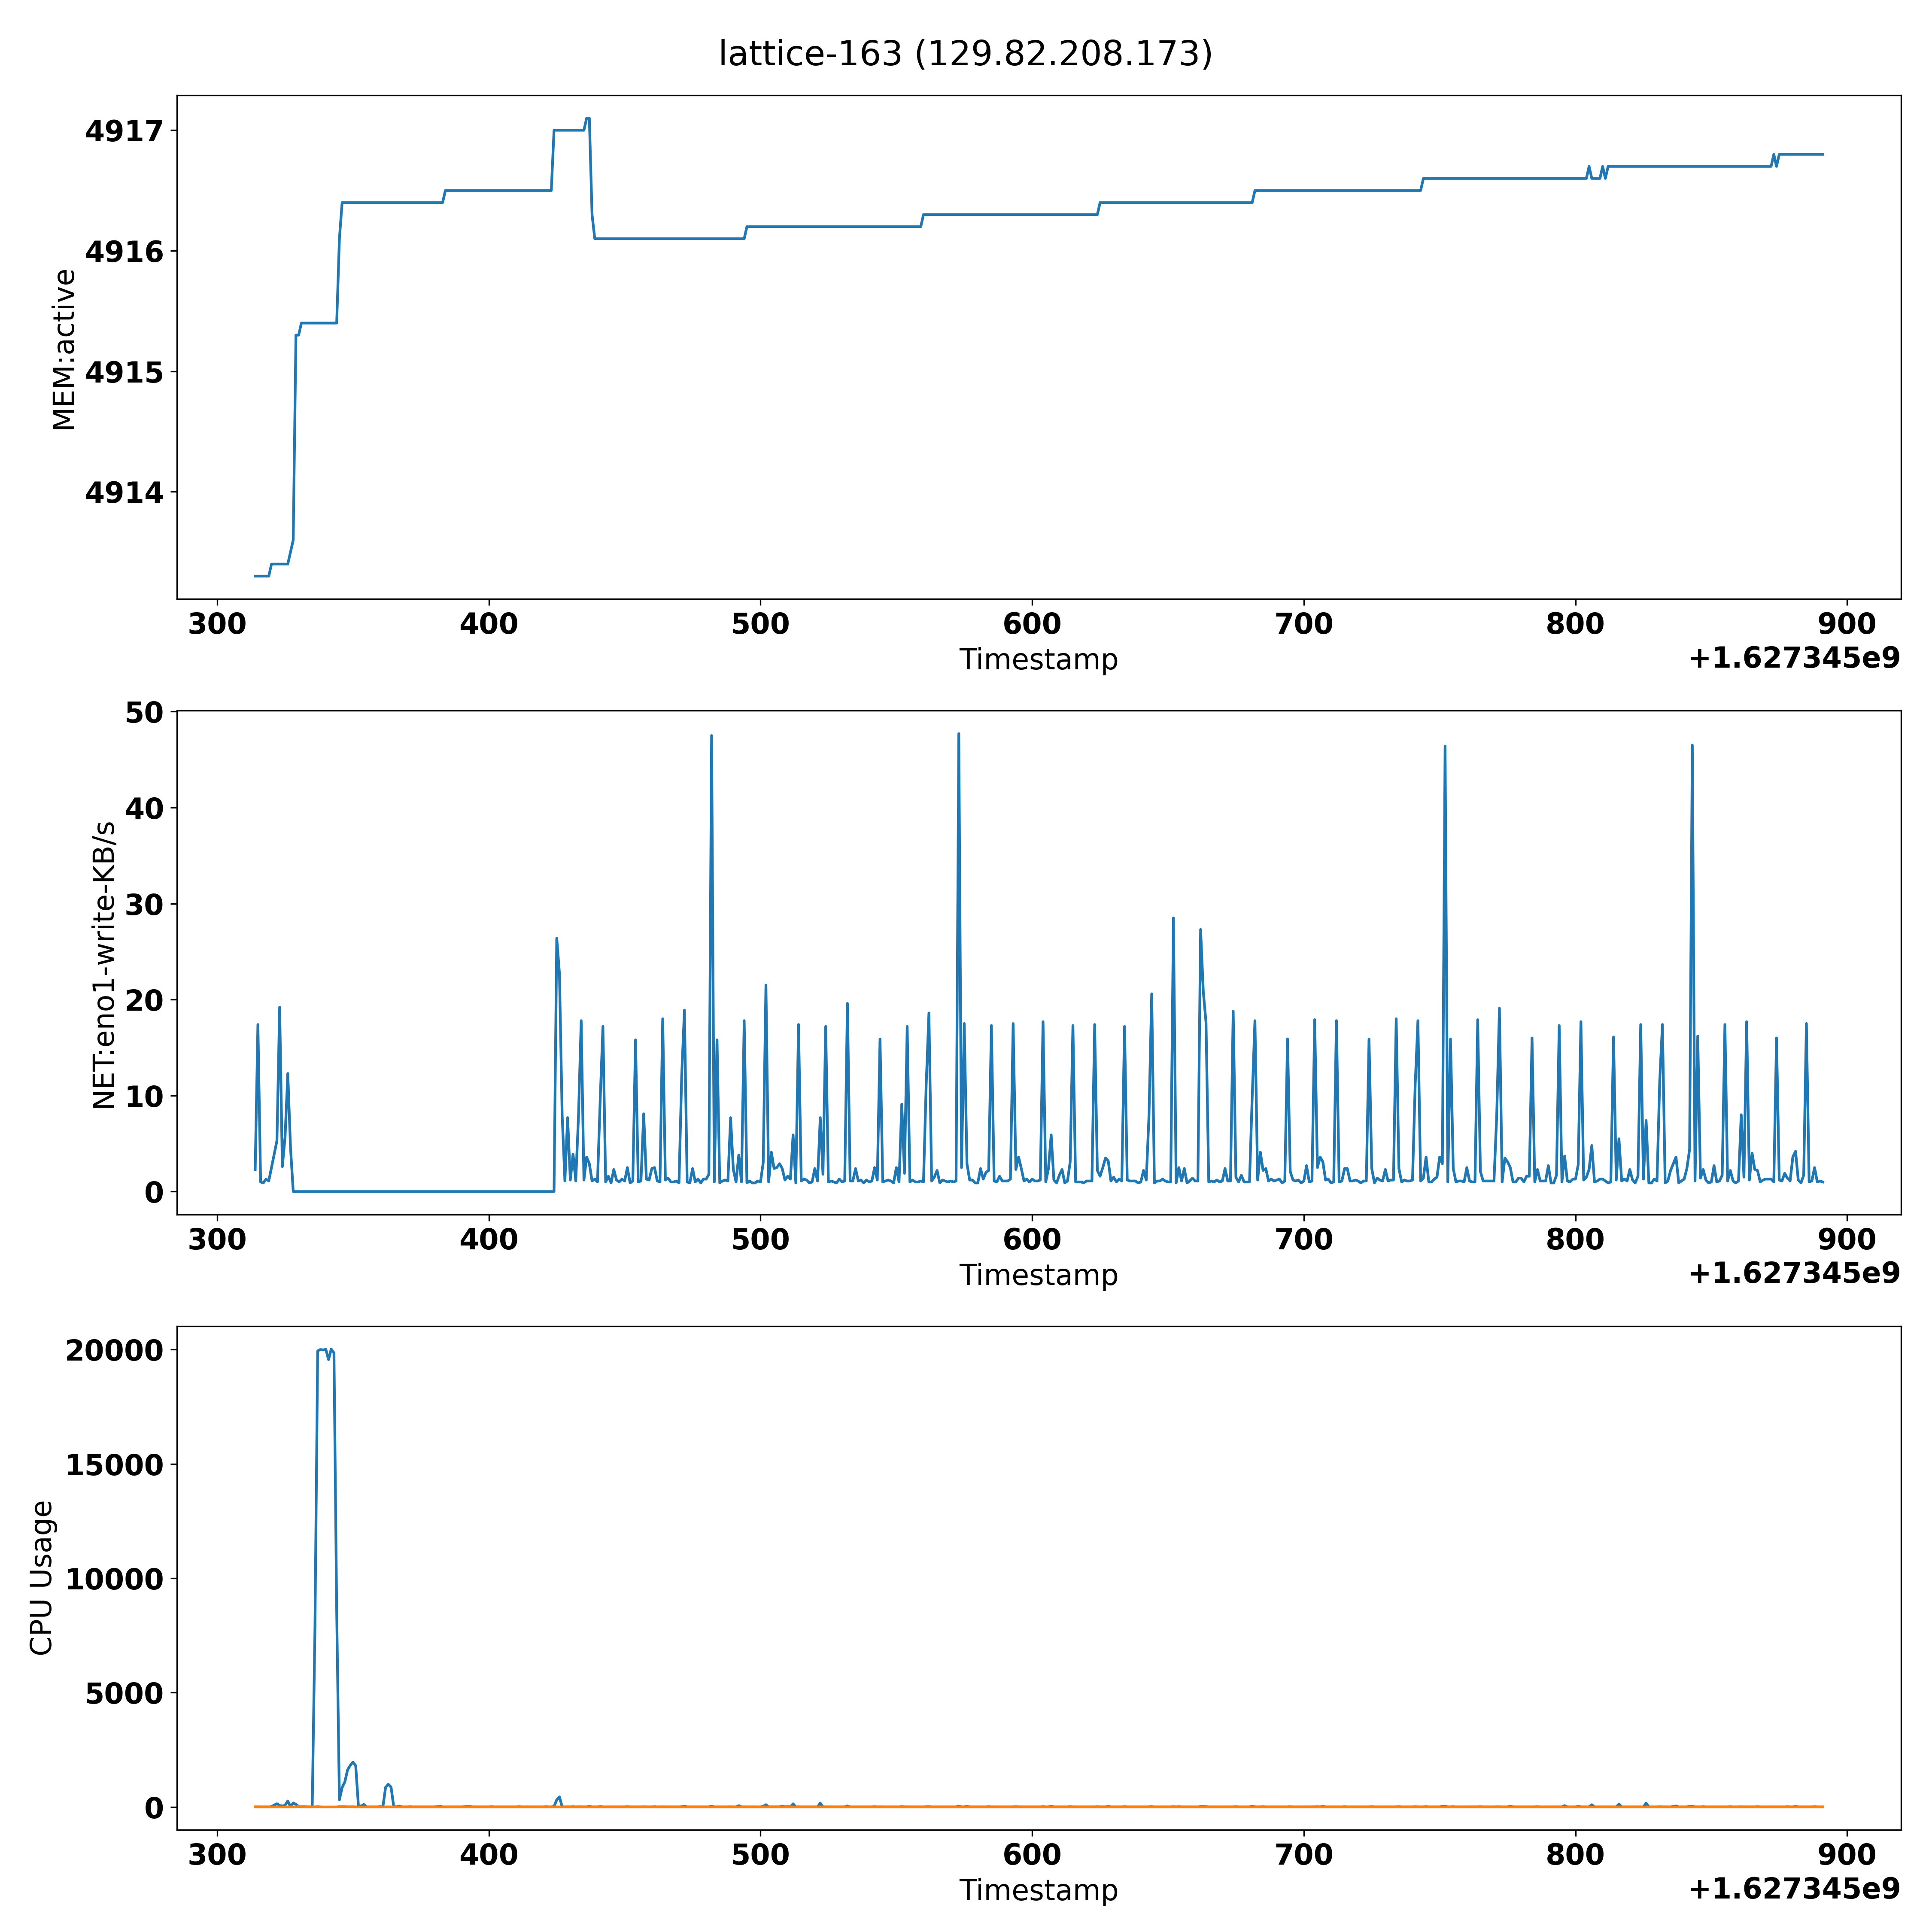 lattice-163 (129.82.208.173)
MEM:active
4917
4916
4915
4914
300 400 500 600 700 800 900
Timestamp
+1.627345e9
NET:eno1-write-KB/s
50
40
30
20
10
0
300 400 500 600 700 800 900
Timestamp
+1.627345e9
CPU Usage
20000
15000
10000
5000
0
300 400 500 600 700 800 900
Timestamp
+1.627345e9